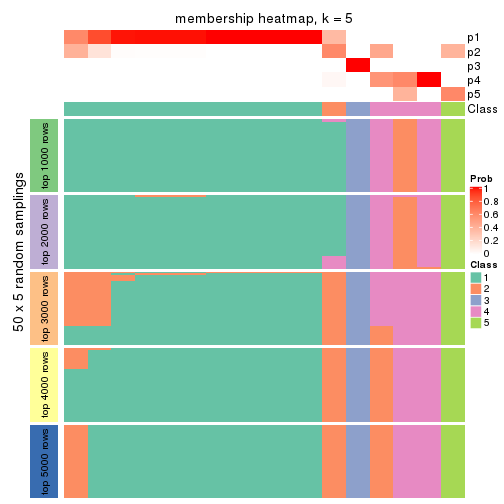 membership heatmap, k = 5
p1
p2
p3
p4
p5
Class
50 x 5 random samplings
top 1000 rows
top 2000 rows
top 3000 rows
top 4000 rows
top 5000 rows
Prob
1
0.8
0.6
0.4
0.2
0
Class
1
2
3
4
5